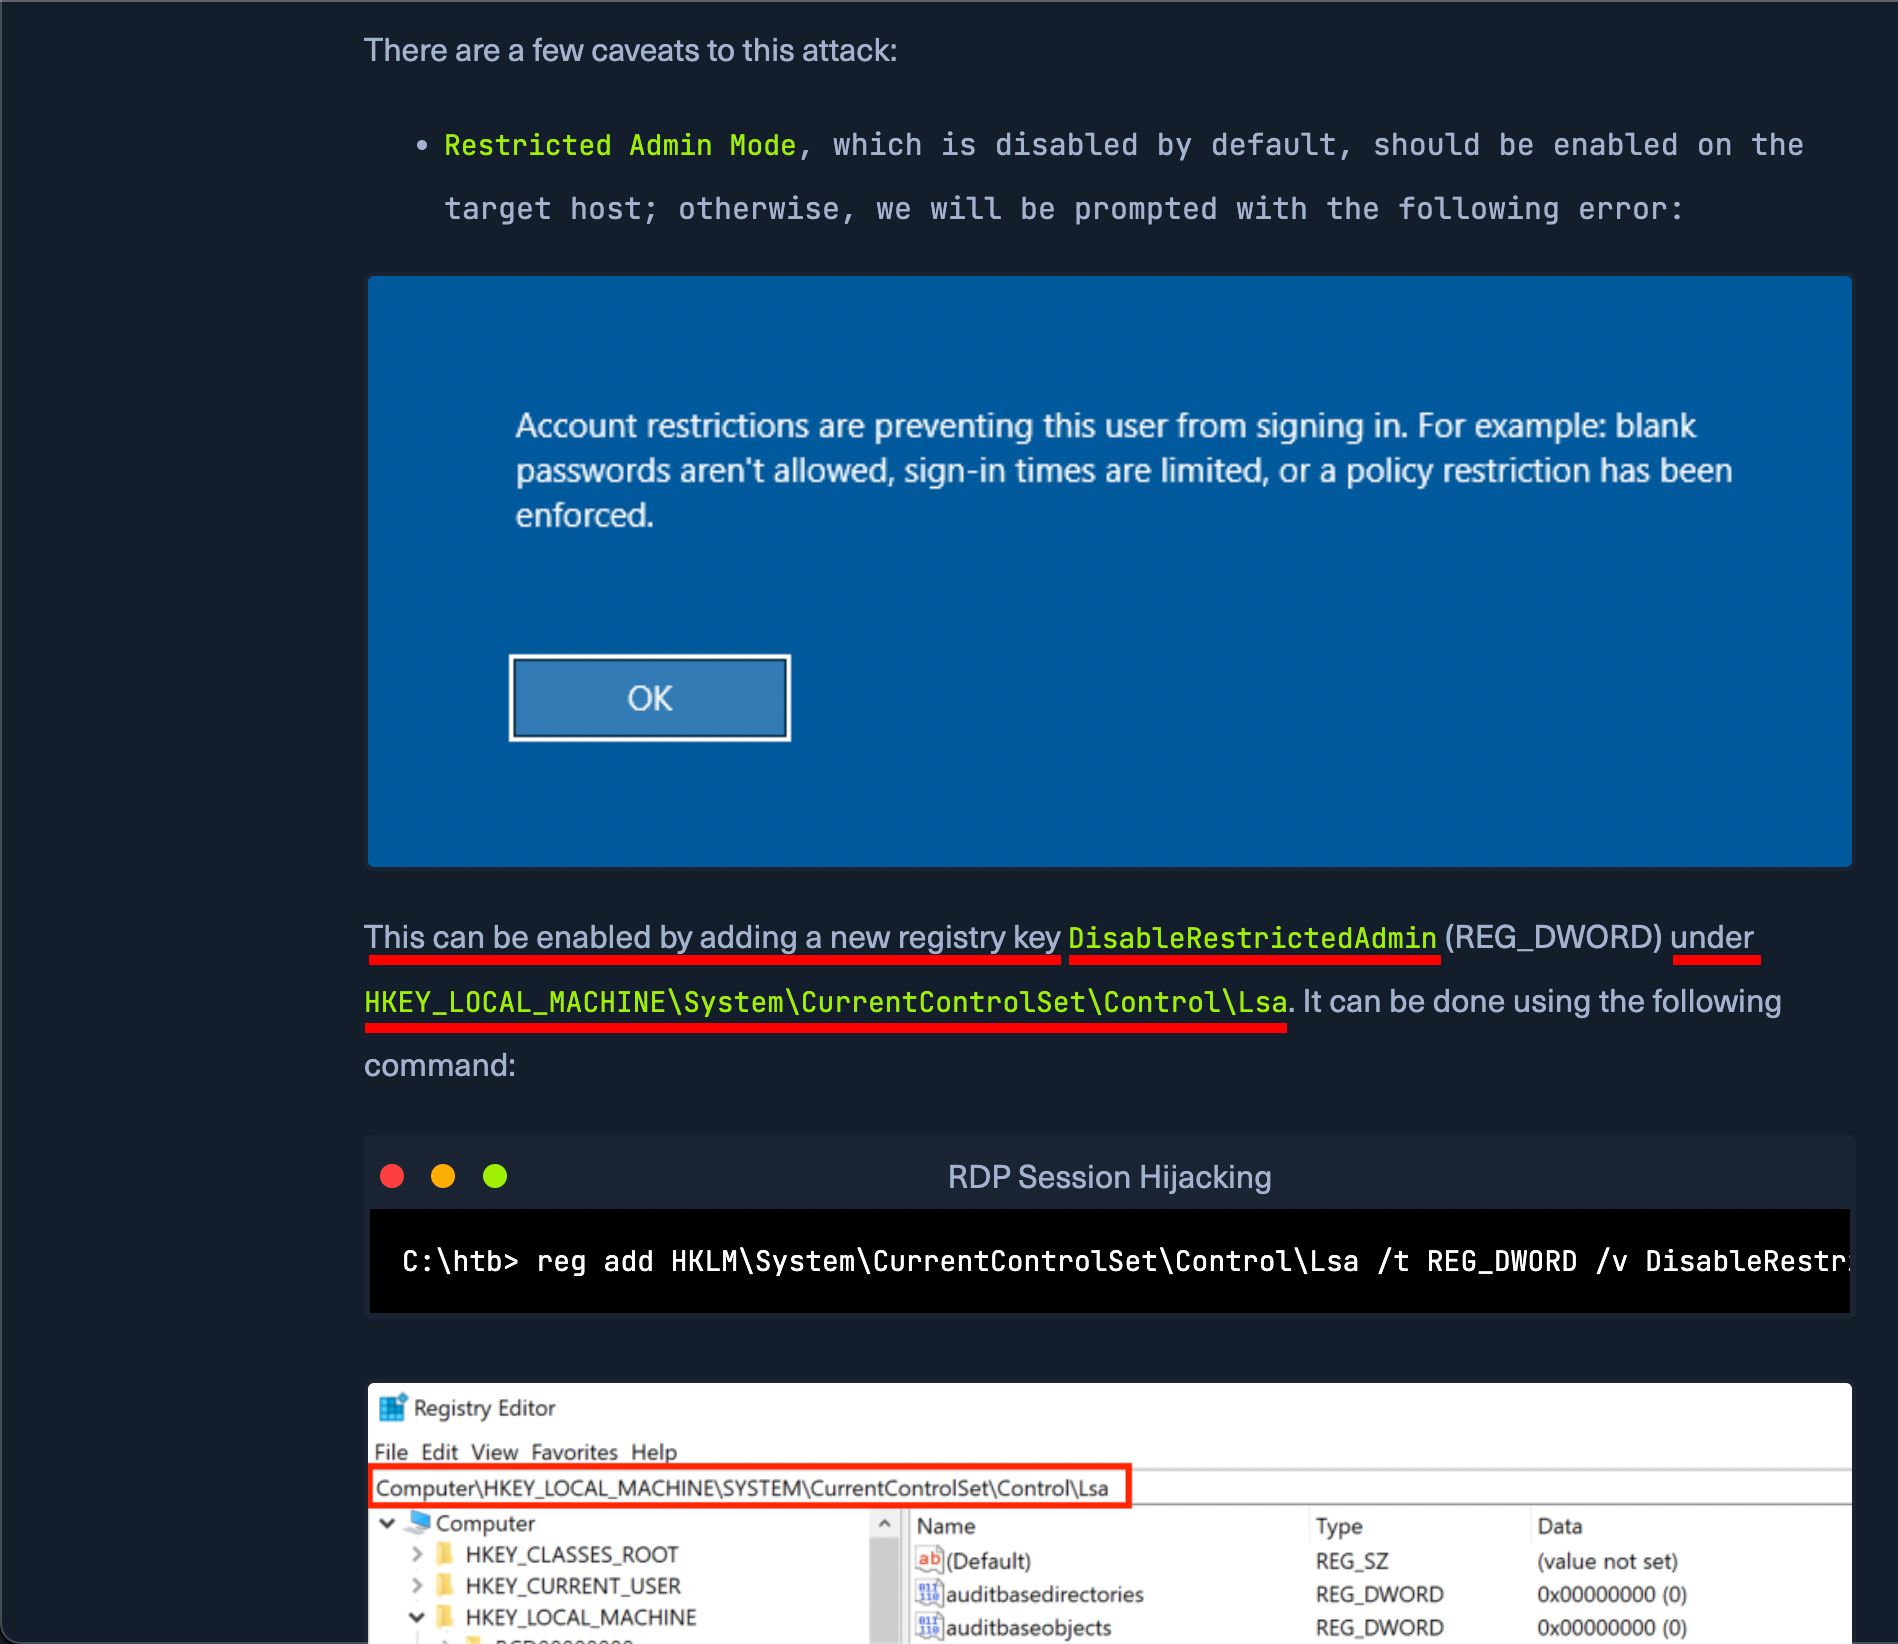 There are a few caveats to this attack:
• Restricted Admin Mode, which is disabled by default, should be enabled on the
target host; otherwise, we will be prompted with the following error:
Account restrictions are preventing this user from signing in. For example: blank
passwords aren't allowed, sign-in times are limited, or a policy restriction has been
enforced.
OK
This can be enabled by adding a new registry key DisableRestrictedAdmin (REG_DWORD) under
HKEY_LOCAL_MACHINE\System\CurrentControlSet\Control\Lsa. It can be done using the following
command:
RDP Session Hijacking
C:\htb> reg add HKLM\System\CurrentControlSet\Control\Lsa /t REG_DWORD /v DisableRestr
Registry Editor
File Edit View Favorites Help
Computer\HKEY_LOCAL_MACHINE\SYSTEM\CurrentControlSet\Control\Lsa
Computer
HKEY_CLASSES_ROOT
HKEY_CURRENT_USER
HKEY_LOCAL_MACHINE
Name Type Data
(Default) REG_SZ (value not set)
auditbasedirectories REG_DWORD 0x00000000 (0)
auditbaseobjects REG_DWORD 0x00000000 (0)